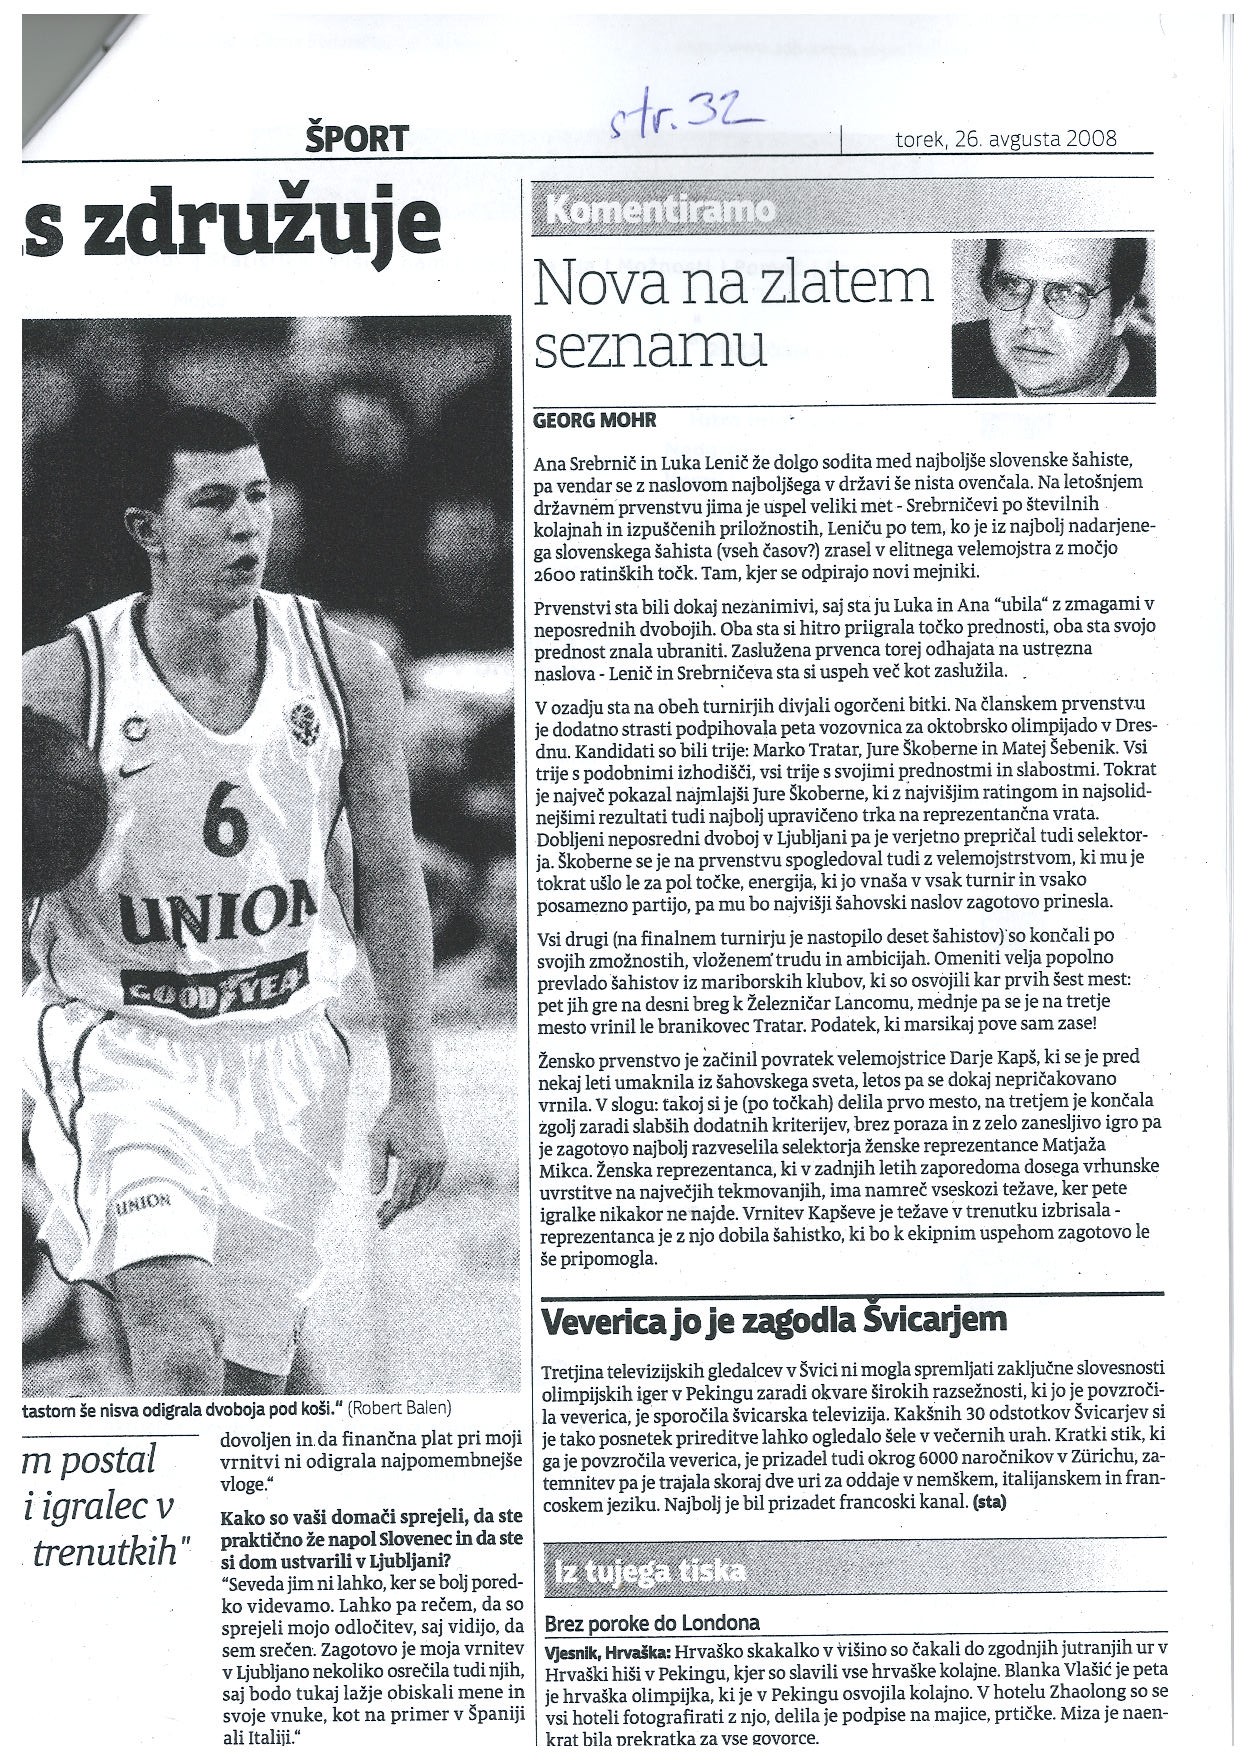 str. 32
ŠPORT
torek, 26. avgusta 2008
s združuje
6
UNION
GOODYEAR
UNION
tastom še nisva odigrala dvoboja pod koši.“ (Robert Balen)
m postal
i igralec v
trenutkih"
dovoljen in da finančna plat pri moji
vrnitvi ni odigrala najpomembnejše
vloge.“
Kako so vaši domači sprejeli, da ste
praktično že napol Slovenec in da ste
si dom ustvarili v Ljubljani?
“Seveda jim ni lahko, ker se bolj pored-
ko videvamo. Lahko pa rečem, da so
sprejeli mojo odločitev, saj vidijo, da
sem srečen. Zagotovo je moja vrnitev
v Ljubljano nekoliko osrečila tudi njih,
saj bodo tukaj lažje obiskali mene in
svoje vnuke, kot na primer v Španiji
ali Italiji.“
Komentiramo
Nova na zlatem
seznamu
GEORG MOHR
Ana Srebrnič in Luka Lenič že dolgo sodita med najboljše slovenske šahiste,
pa vendar se z naslovom najboljšega v državi še nista ovenčala. Na letošnjem
državnem prvenstvu jima je uspel veliki met - Srebrničevi po številnih
kolajnah in izpuščenih priložnostih, Leniču po tem, ko je iz najbolj nadarjene-
ga slovenskega šahista (vseh časov?) zrasel v elitnega velemojstra z močjo
2600 ratinških točk. Tam, kjer se odpirajo novi mejniki.
Prvenstvi sta bili dokaj nezanimivi, saj sta ju Luka in Ana “ubila“ z zmagami v
neposrednih dvobojih. Oba sta si hitro priigrala točko prednosti, oba sta svojo
prednost znala ubraniti. Zaslužena prvenca torej odhajata na ustrezna
naslova - Lenič in Srebrničeva sta si uspeh več kot zaslužila.
V ozadju sta na obeh turnirjih divjali ogorčeni bitki. Na članskem prvenstvu
je dodatno strasti podpihovala peta vozovnica za oktobrsko olimpijado v Dres-
dnu. Kandidati so bili trije: Marko Tratar, Jure Škoberne in Matej Šebenik. Vsi
trije s podobnimi izhodišči, vsi trije s svojimi prednostmi in slabostmi. Tokrat
je največ pokazal najmlajši Jure Škoberne, ki z najvišjim ratingom in najsolid-
nejšimi rezultati tudi najbolj upravičeno trka na reprezentančna vrata.
Dobljeni neposredni dvoboj v Ljubljani pa je verjetno prepričal tudi selektor-
ja. Škoberne se je na prvenstvu spogledoval tudi z velemojstrstvom, ki mu je
tokrat ušlo le za pol točke, energija, ki jo vnaša v vsak turnir in vsako
posamezno partijo, pa mu bo najvišji šahovski naslov zagotovo prinesla.
Vsi drugi (na finalnem turnirju je nastopilo deset šahistov) so končali po
svojih zmožnostih, vloženem trudu in ambicijah. Omeniti velja popolno
prevlado šahistov iz mariborskih klubov, ki so osvojili kar prvih šest mest:
pet jih gre na desni breg k Železničar Lancomu, mednje pa se je na tretje
mesto vrinil le branikovec Tratar. Podatek, ki marsikaj pove sam zase!
Žensko prvenstvo je začinil povratek velemojstrice Darje Kapš, ki se je pred
nekaj leti umaknila iz šahovskega sveta, letos pa se dokaj nepričakovano
vrnila. V slogu: takoj si je (po točkah) delila prvo mesto, na tretjem je končala
zgolj zaradi slabših dodatnih kriterijev, brez poraza in z zelo zanesljivo igro pa
je zagotovo najbolj razveselila selektorja ženske reprezentance Matjaža
Mikca. Ženska reprezentanca, ki v zadnjih letih zaporedoma dosega vrhunske
uvrstitve na največjih tekmovanjih, ima namreč vseskozi težave, ker pete
igralke nikakor ne najde. Vrnitev Kapševe je težave v trenutku izbrisala -
reprezentanca je z njo dobila šahistko, ki bo k ekipnim uspehom zagotovo le
še pripomogla.
Veverica jo je zagodla Švicarjem
Tretjina televizijskih gledalcev v Švici ni mogla spremljati zaključne slovesnosti
olimpijskih iger v Pekingu zaradi okvare širokih razsežnosti, ki jo je povzroči-
la veverica, je sporočila švicarska televizija. Kakšnih 30 odstotkov Švicarjev si
je tako posnetek prireditve lahko ogledalo šele v večernih urah. Kratki stik, ki
ga je povzročila veverica, je prizadel tudi okrog 6000 naročnikov v Zürichu, za-
temnitev pa je trajala skoraj dve uri za oddaje v nemškem, italijanskem in fran-
coskem jeziku. Najbolj je bil prizadet francoski kanal. (sta)
Iz tujega tiska
Brez poroke do Londona
Vjesnik, Hrvaška: Hrvaško skakalko v višino so čakali do zgodnjih jutranjih ur v
Hrvaški hiši v Pekingu, kjer so slavili vse hrvaške kolajne. Blanka Vlašić je peta
je hrvaška olimpijka, ki je v Pekingu osvojila kolajno. V hotelu Zhaolong so se
vsi hoteli fotografirati z njo, delila je podpise na majice, prtičke. Miza je naen-
krat bila prekratka za vse govorce.